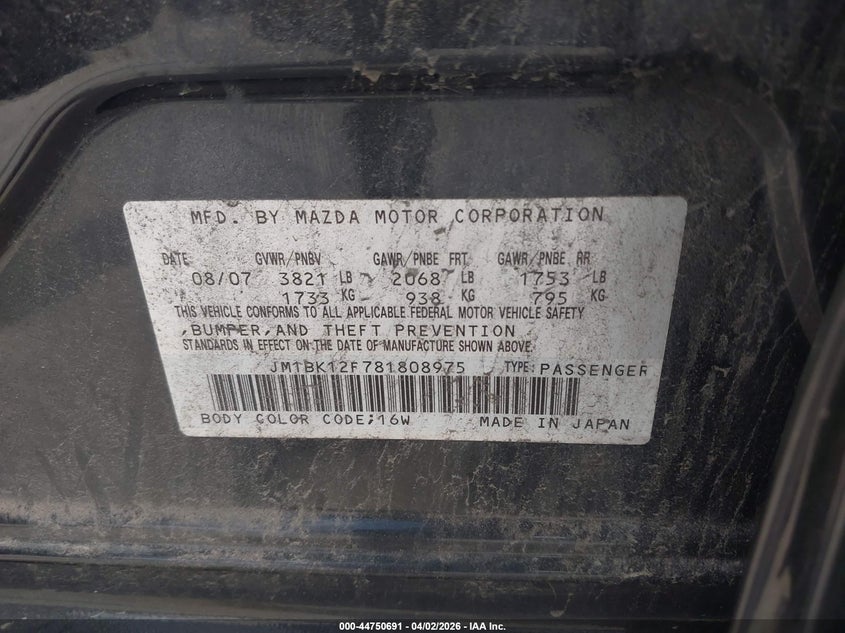 MFD. BY MAZDA MOTOR CORPORATION
DATE GVWR/PNBV GAWR/PNBE FRT GAWR/PNBE RR
08/07 3821 LB 2068 LB 1753 LB
1733 KG 938 KG 795 KG
THIS VEHICLE CONFORMS TO ALL APPLICABLE FEDERAL MOTOR VEHICLE SAFETY
,BUMPER,AND THEFT PREVENTION
STANDARDS IN EFFECT ON THE DATE OF MANUFACTURE SHOWN ABOVE.
JM1BK12F781808975 TYPE: PASSENGER
BODY COLOR CODE;16W MADE IN JAPAN
000-44750691 - 04/02/2026 - IAA Inc.